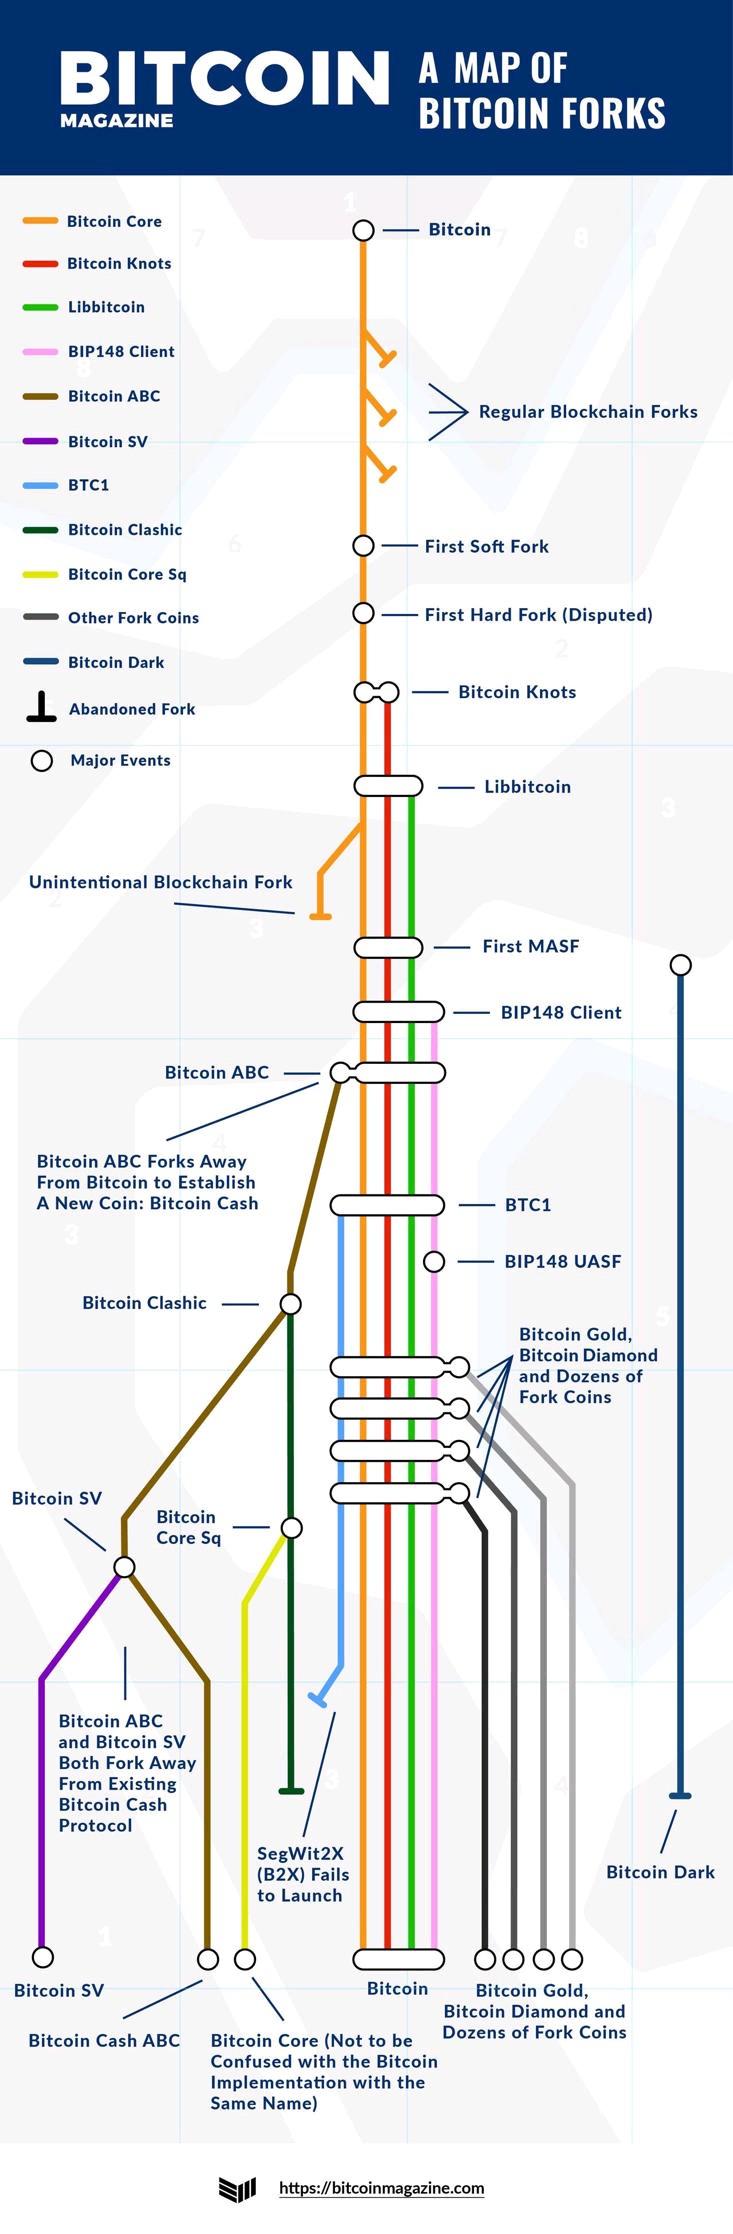 BITCOIN
MAGAZINE
A MAP OF
BITCOIN FORKS
Bitcoin Core
Bitcoin Knots
Libbitcoin
BIP148 Client
Bitcoin ABC
Bitcoin SV
BTC1
Bitcoin Clashic
Bitcoin Core Sq
Other Fork Coins
Bitcoin Dark
Abandoned Fork
Major Events
Bitcoin
Regular Blockchain Forks
First Soft Fork
First Hard Fork (Disputed)
Bitcoin Knots
Libbitcoin
Unintentional Blockchain Fork
First MASF
BIP148 Client
Bitcoin ABC
Bitcoin ABC Forks Away
From Bitcoin to Establish
A New Coin: Bitcoin Cash
BTC1
BIP148 UASF
Bitcoin Clashic
Bitcoin Gold,
Bitcoin Diamond
and Dozens of
Fork Coins
Bitcoin SV
Bitcoin
Core Sq
Bitcoin ABC
and Bitcoin SV
Both Fork Away
From Existing
Bitcoin Cash
Protocol
SegWit2X
(B2X) Fails
to Launch
Bitcoin Dark
Bitcoin SV
Bitcoin Cash ABC
Bitcoin Core (Not to be
Confused with the Bitcoin
Implementation with the
Same Name)
Bitcoin
Bitcoin Gold,
Bitcoin Diamond and
Dozens of Fork Coins
https://bitcoinmagazine.com